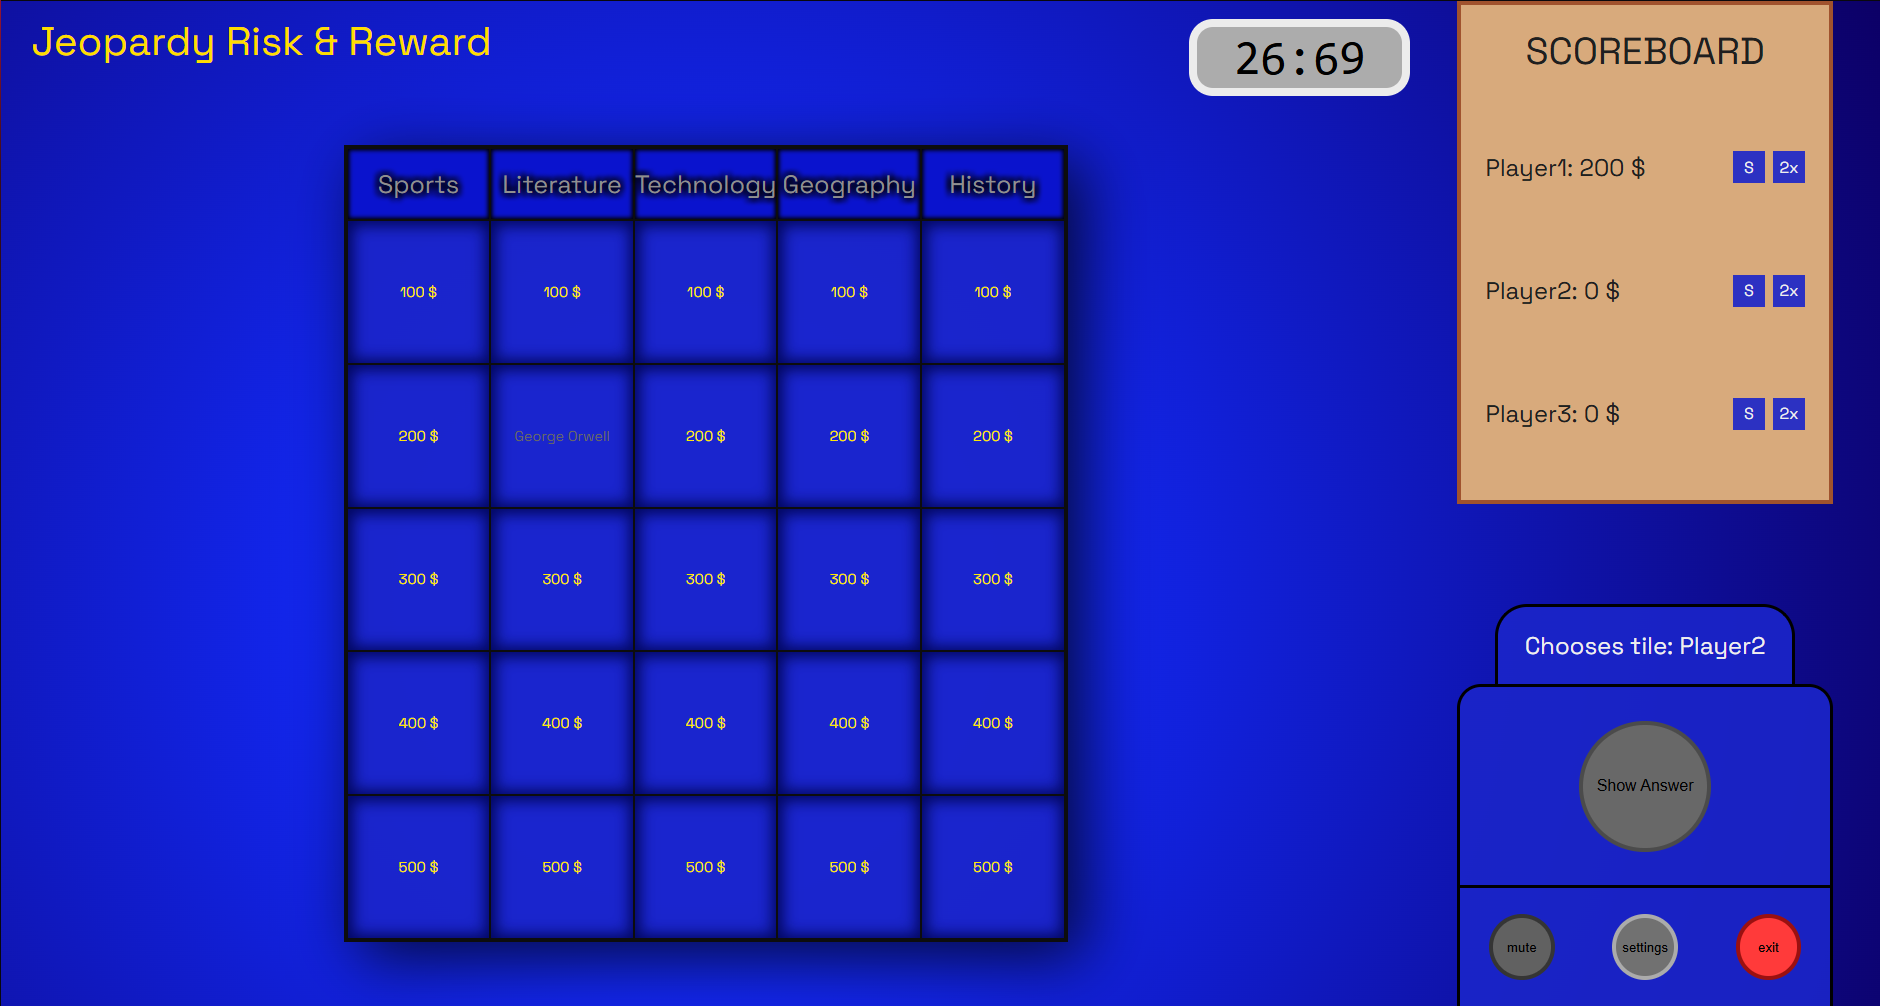 Jeopardy Risk & Reward
26:69
SCOREBOARD
Player1: 200 $ S 2x
Player2: 0 $ S 2x
Player3: 0 $ S 2x
Sports Literature Technology Geography History
100 $ 100 $ 100 $ 100 $ 100 $
200 $ George Orwell 200 $ 200 $ 200 $
300 $ 300 $ 300 $ 300 $ 300 $
400 $ 400 $ 400 $ 400 $ 400 $
500 $ 500 $ 500 $ 500 $ 500 $
Chooses tile: Player2
Show Answer
mute settings exit